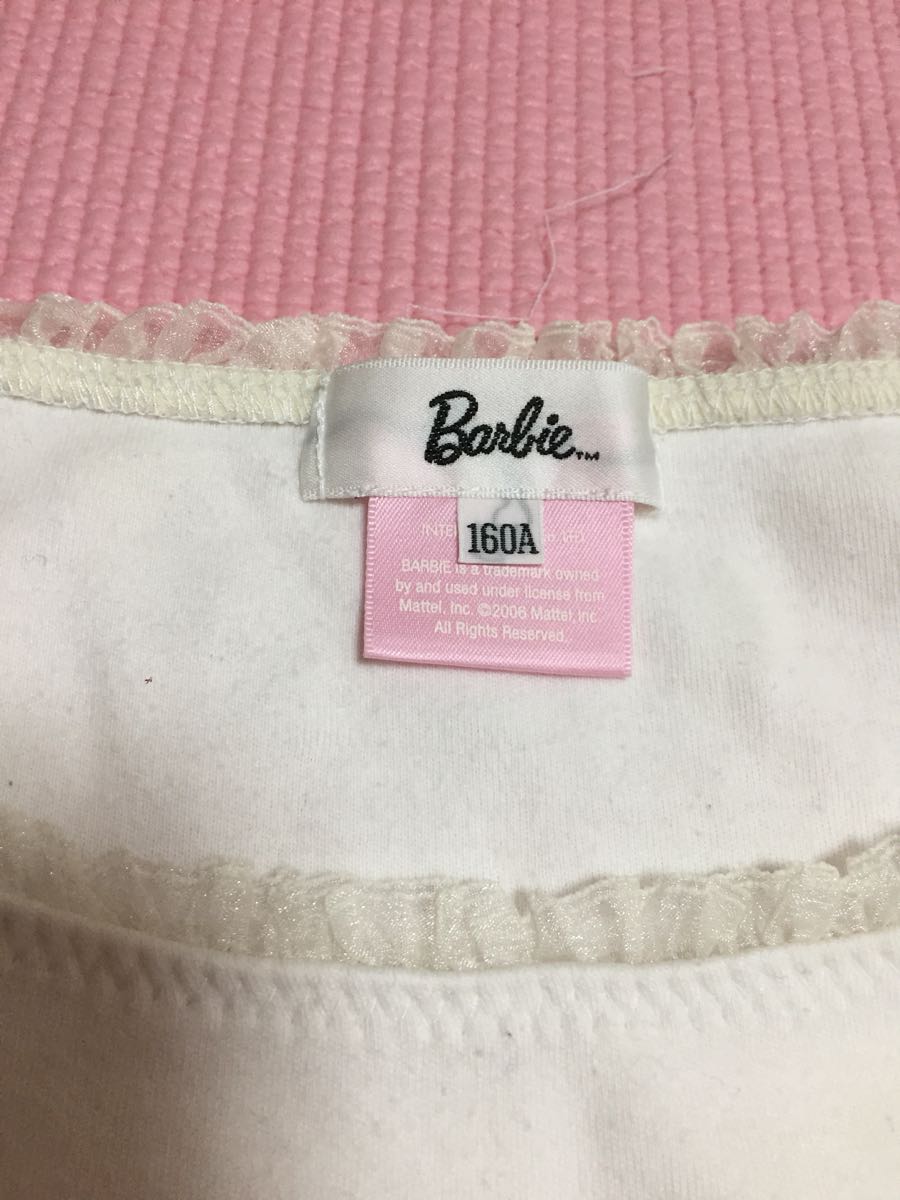 Barbie™
160A
BARBIE is a trademark owned
by and used under license from
Mattel, Inc. ©2006 Mattel, Inc.
All Rights Reserved.